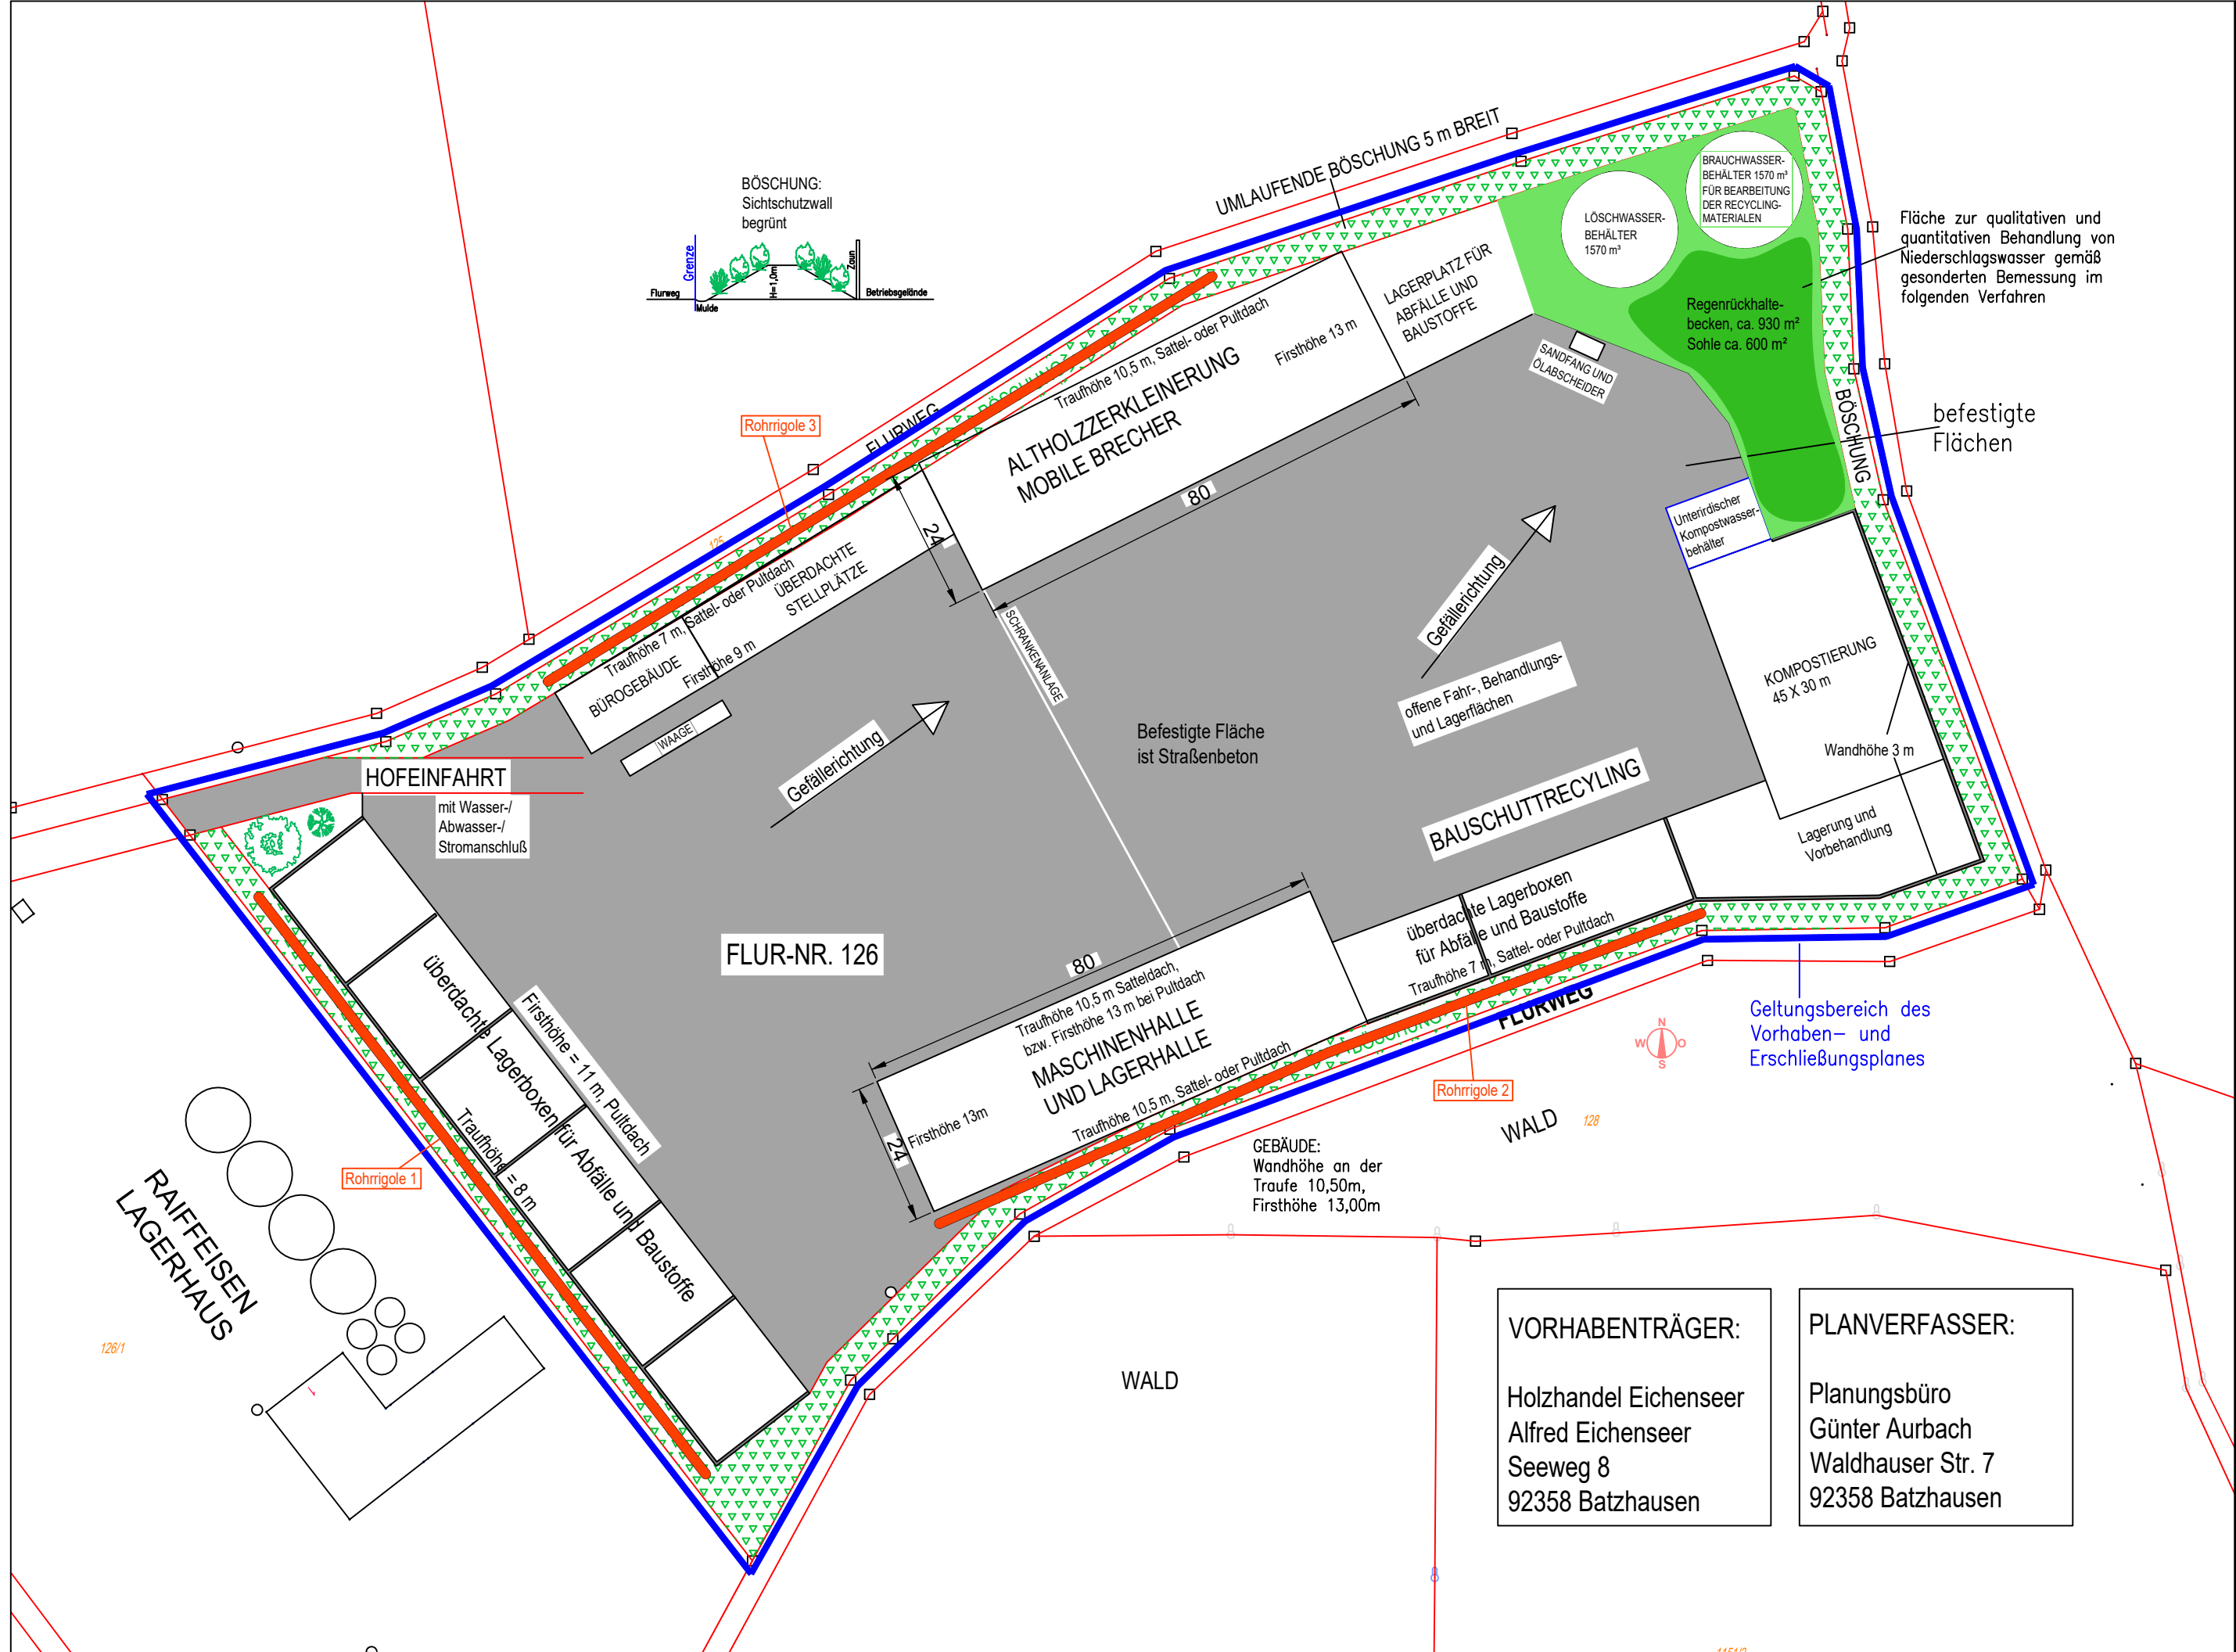 BÖSCHUNG:
Sichtschutzwall
begrünt
Grenze
Zaun
H=1,0m
Flurweg
Betriebsgelände
Mulde
UMLAUFENDE BÖSCHUNG 5 m BREIT
BRAUCHWASSER-
BEHÄLTER 1570 m³
FÜR BEARBEITUNG
DER RECYCLING-
MATERIALEN
LÖSCHWASSER-
BEHÄLTER
1570 m³
Fläche zur qualitativen und
quantitativen Behandlung von
Niederschlagswasser gemäß
gesonderten Bemessung im
folgenden Verfahren
Regenrückhalte-
becken, ca. 930 m²
Sohle ca. 600 m²
LAGERPLATZ FÜR
ABFÄLLE UND
BAUSTOFFE
SANDFANG UND
ÖLABSCHEIDER
BÖSCHUNG
befestigte
Flächen
Traufhöhe 10,5 m, Sattel- oder Pultdach
Firsthöhe 13 m
ALTHOLZZERKLEINERUNG
MOBILE BRECHER
80
24
BÖSCHUNG
FLURWEG
Rohrrigole 3
125
Traufhöhe 7 m, Sattel- oder Pultdach
ÜBERDACHTE
STELLPLÄTZE
BÜROGEBÄUDE
Firsthöhe 9 m
WAAGE
SCHRANKENANLAGE
Gefällerichtung
Gefällerichtung
Unterirdischer
Kompostwasser-
behälter
offene Fahr-, Behandlungs-
und Lagerflächen
KOMPOSTIERUNG
45 X 30 m
Wandhöhe 3 m
Befestigte Fläche
ist Straßenbeton
HOFEINFAHRT
mit Wasser-/
Abwasser-/
Stromanschluß
BAUSCHUTTRECYLING
Lagerung und
Vorbehandlung
überdachte Lagerboxen
für Abfälle und Baustoffe
Traufhöhe 7 m, Sattel- oder Pultdach
FLUR-NR. 126
80
24
Traufhöhe 10,5 m Satteldach,
bzw. Firsthöhe 13 m bei Pultdach
MASCHINENHALLE
UND LAGERHALLE
Firsthöhe 13m
Traufhöhe 10,5 m, Sattel- oder Pultdach
BÖSCHUNG
FLURWEG
Rohrrigole 2
N
W
O
S
Geltungsbereich des
Vorhaben- und
Erschließungsplanes
überdachte Lagerboxen für Abfälle und Baustoffe
Firsthöhe = 11 m, Pultdach
Traufhöhe = 8 m
Rohrrigole 1
RAIFFEISEN
LAGERHAUS
126/1
GEBÄUDE:
Wandhöhe an der
Traufe 10,50m,
Firsthöhe 13,00m
WALD
128
WALD
VORHABENTRÄGER:
Holzhandel Eichenseer
Alfred Eichenseer
Seeweg 8
92358 Batzhausen
PLANVERFASSER:
Planungsbüro
Günter Aurbach
Waldhauser Str. 7
92358 Batzhausen